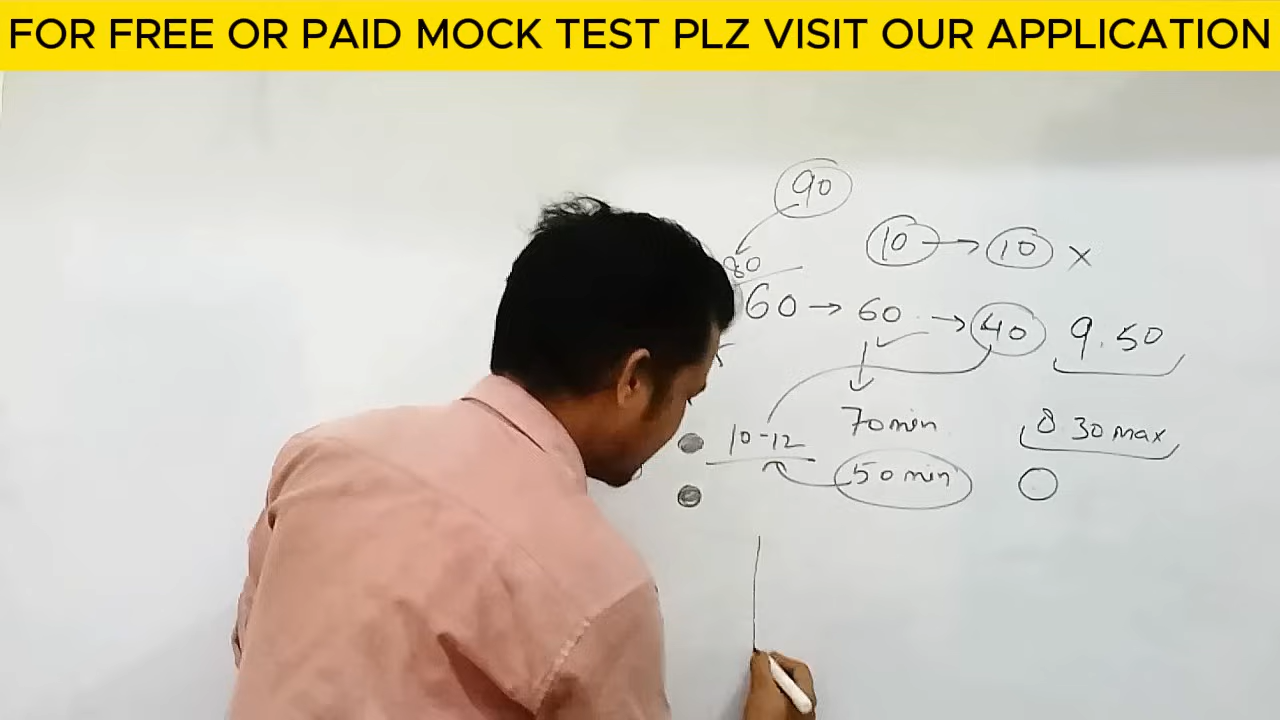 FOR FREE OR PAID MOCK TEST PLZ VISIT OUR APPLICATION
90
10 → 10 ×
80
60 → 60 → 40 9.50
70 min
10-12 8 30 max
50 min